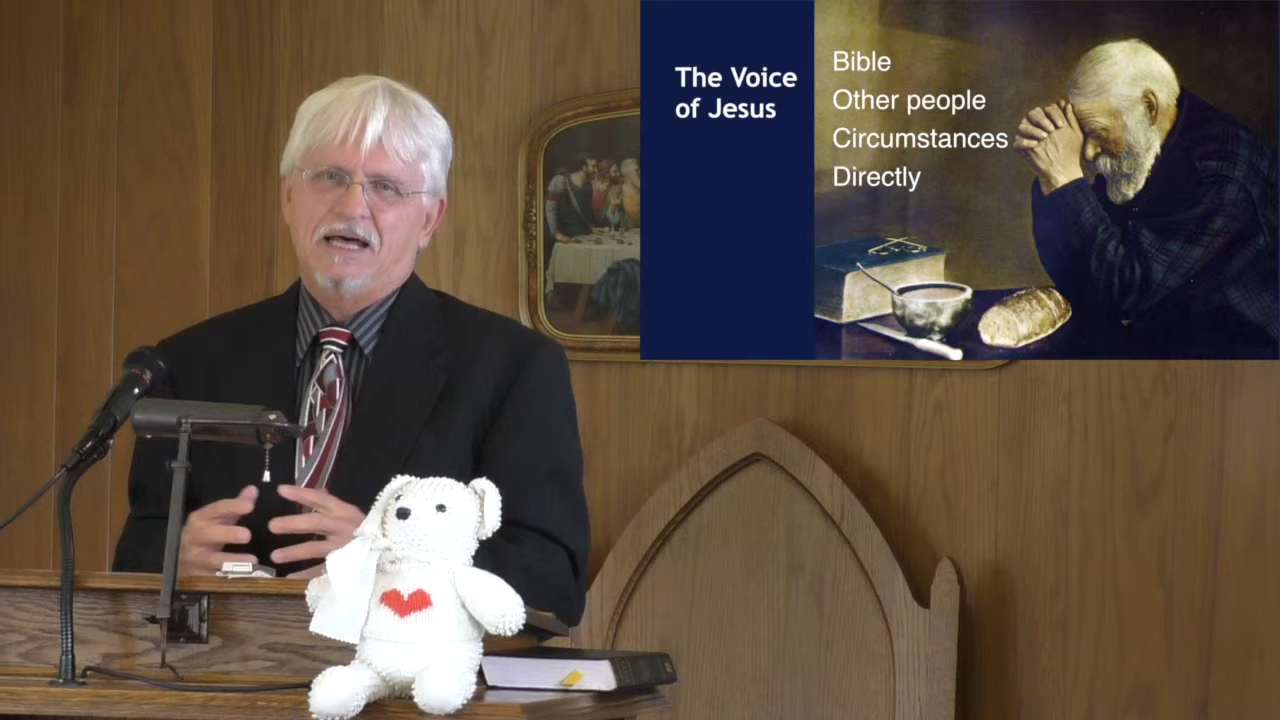 The Voice
of Jesus
Bible
Other people
Circumstances
Directly